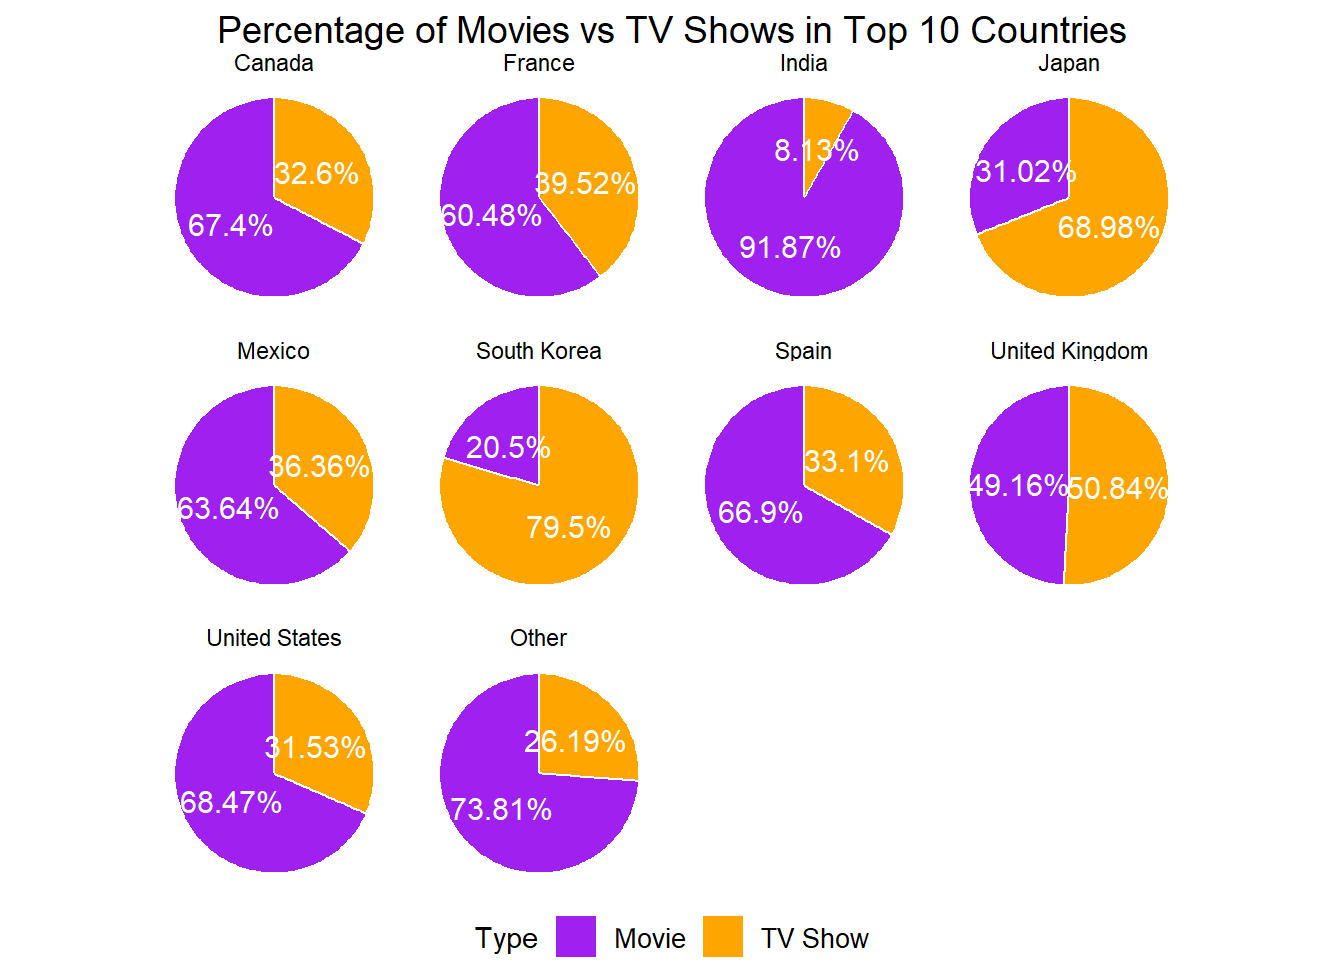 Percentage of Movies vs TV Shows in Top 10 Countries
Canada
32.6%
67.4%
France
39.52%
60.48%
India
8.13%
91.87%
Japan
31.02%
68.98%
Mexico
36.36%
63.64%
South Korea
20.5%
79.5%
Spain
33.1%
66.9%
United Kingdom
49.16%
50.84%
United States
31.53%
68.47%
Other
26.19%
73.81%
Type Movie TV Show